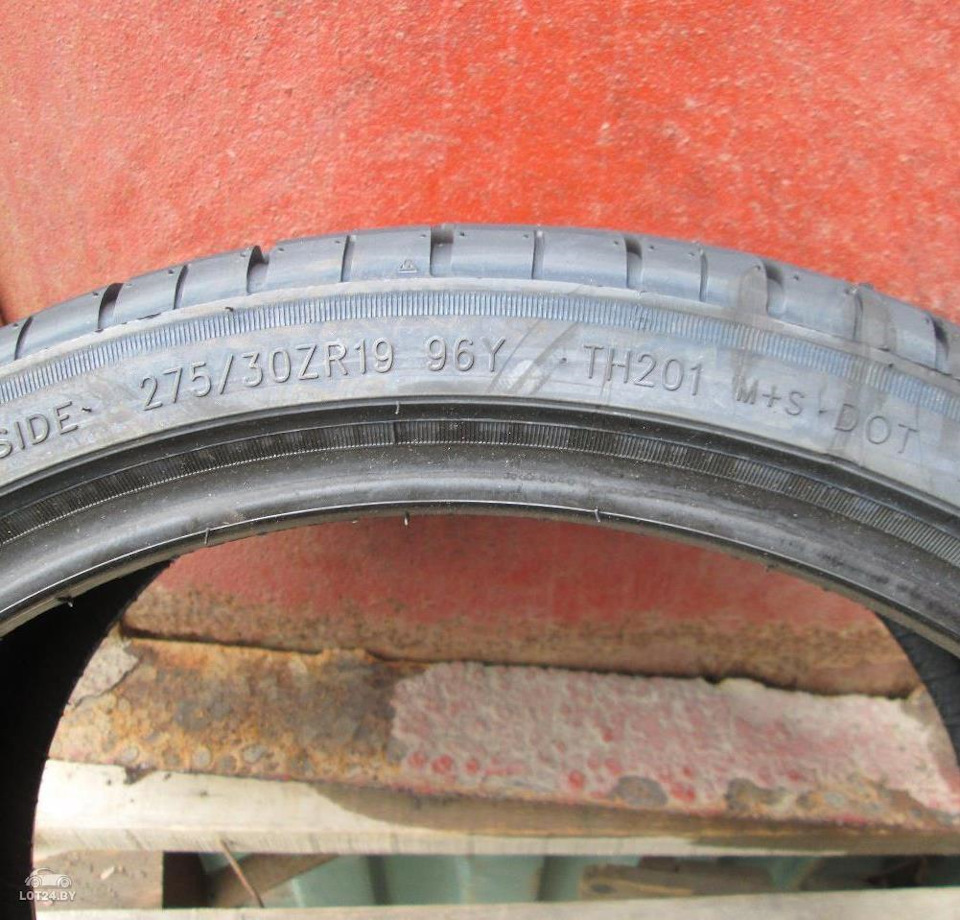 SIDE 275/30ZR19 96Y · TH201 M+S · DOT
LOT24.BY